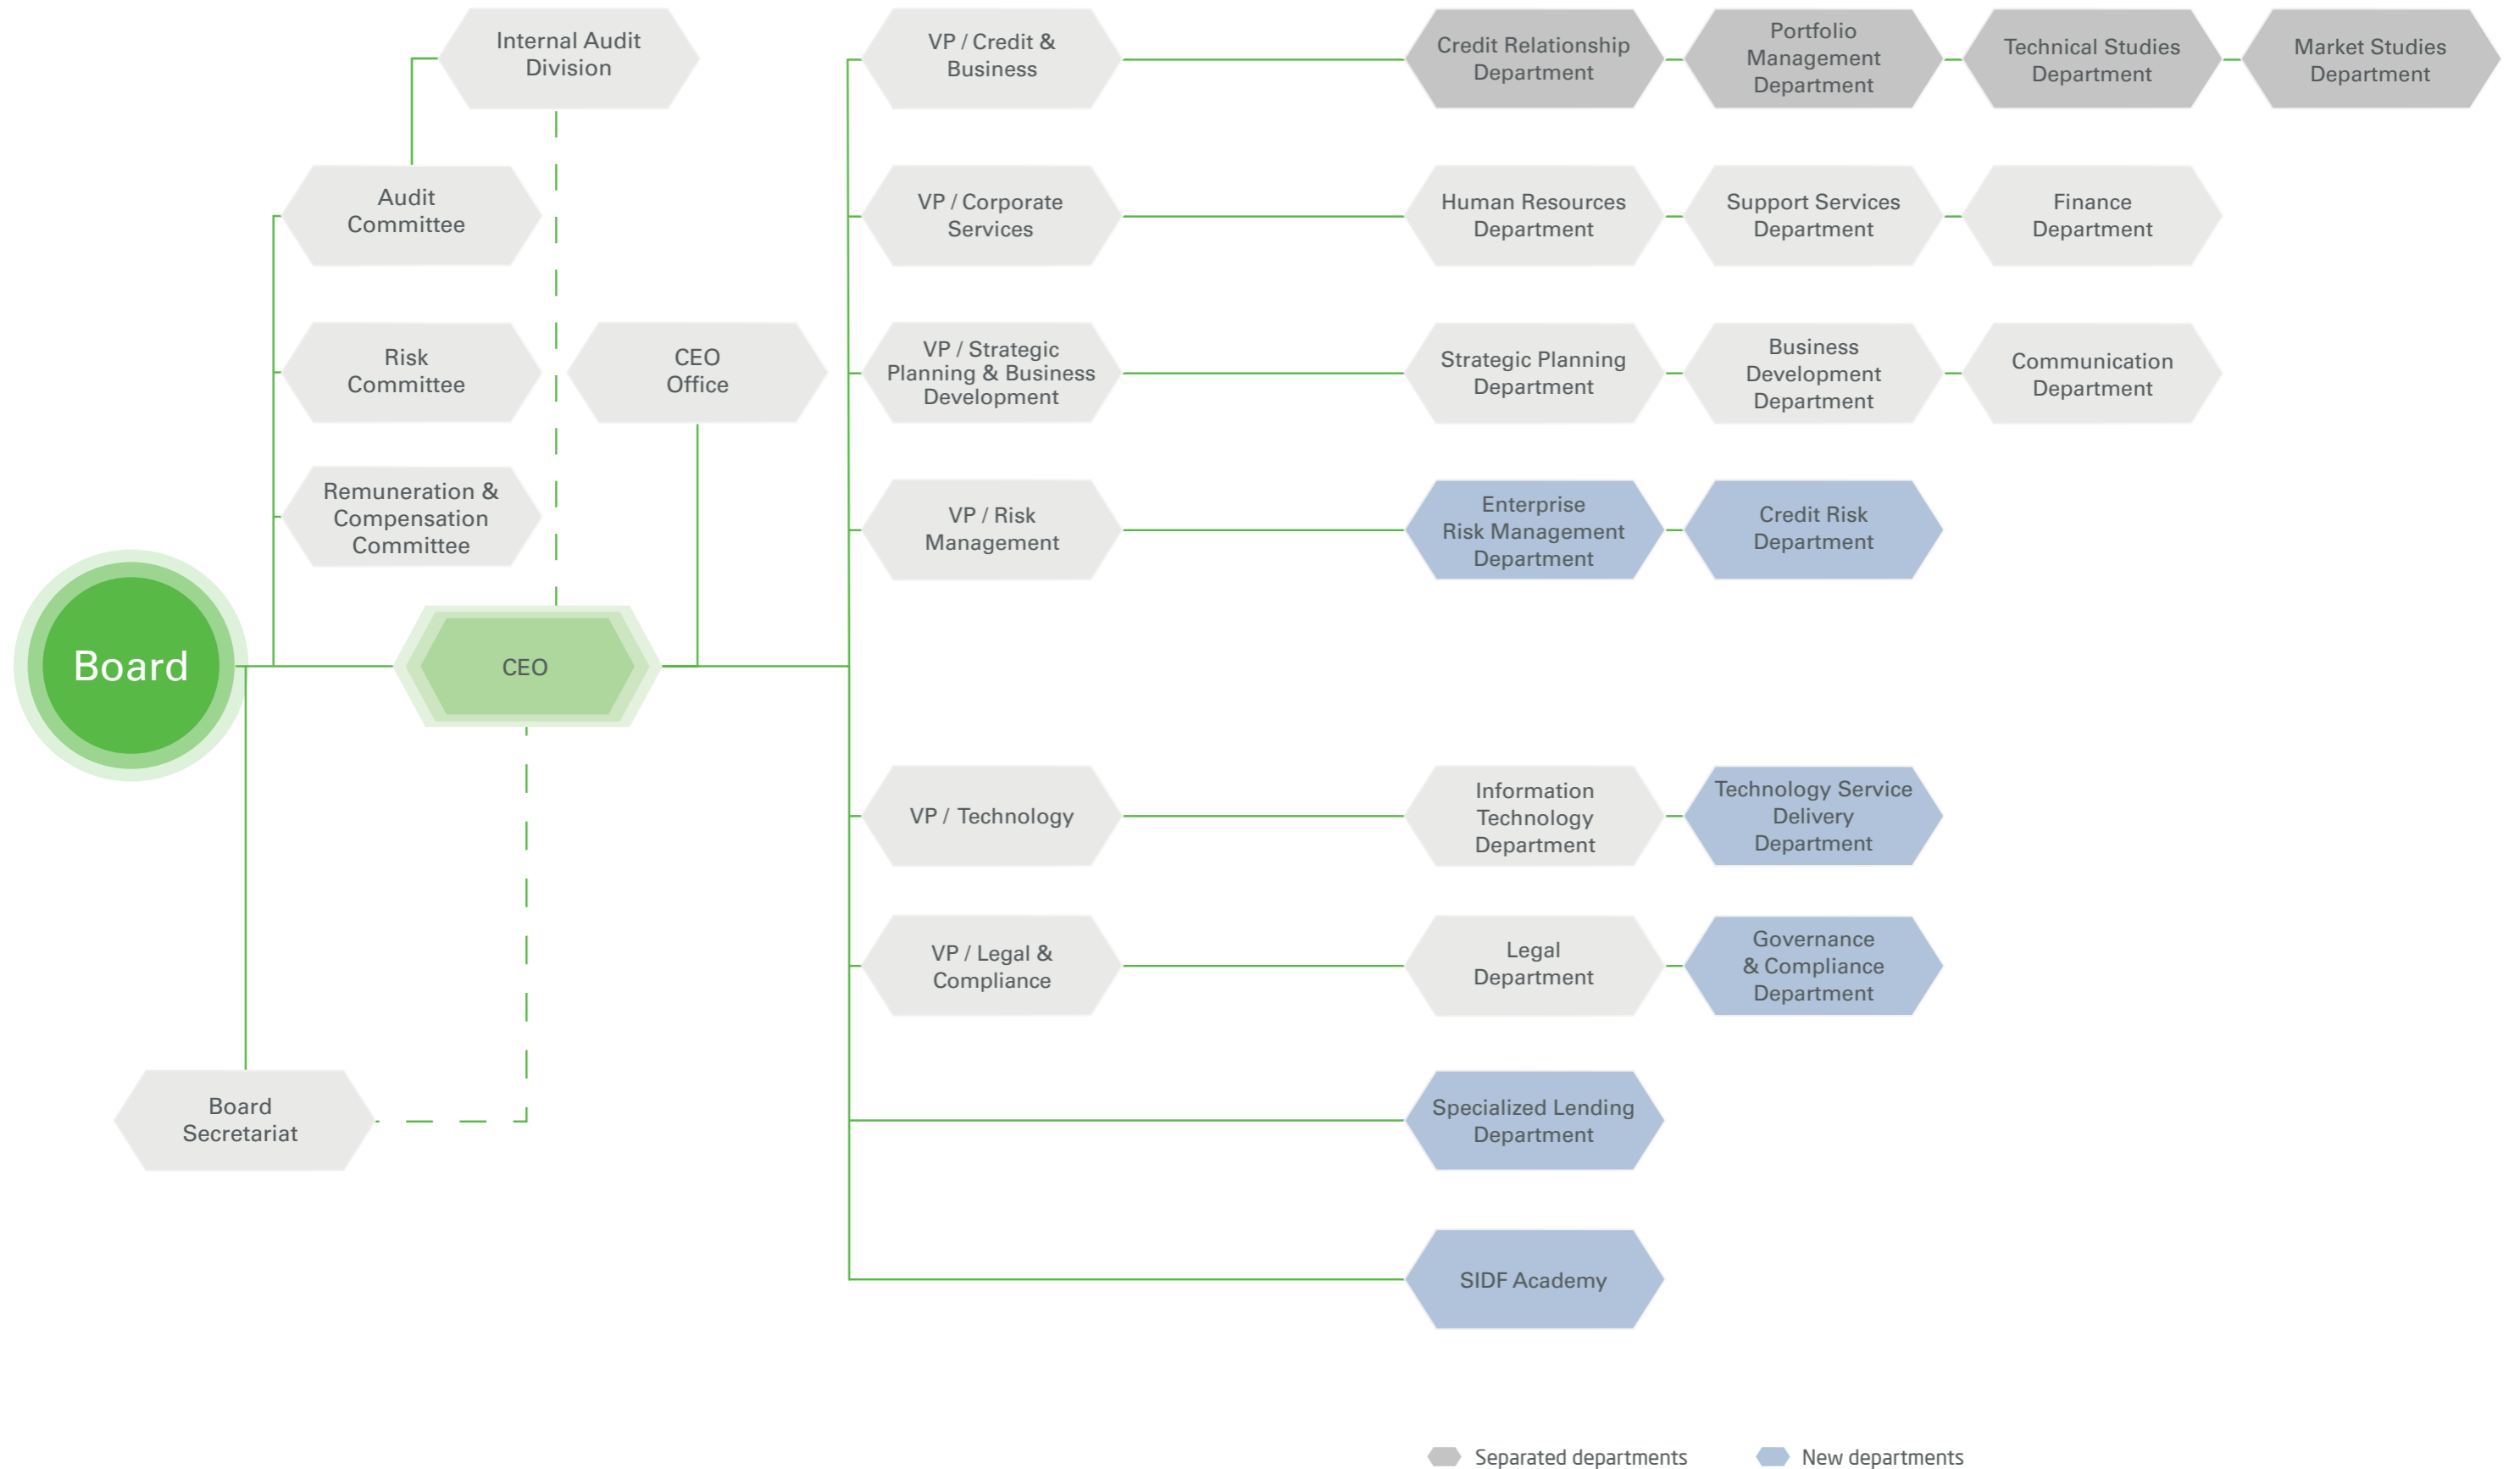 Internal Audit
Division
Audit
Committee
Risk
Committee
Remuneration &
Compensation
Committee
CEO
Office
Board
CEO
Board
Secretariat
VP / Credit &
Business
Credit Relationship
Department
Portfolio
Management
Department
Technical Studies
Department
Market Studies
Department
VP / Corporate
Services
Human Resources
Department
Support Services
Department
Finance
Department
VP / Strategic
Planning & Business
Development
Strategic Planning
Department
Business
Development
Department
Communication
Department
VP / Risk
Management
Enterprise
Risk Management
Department
Credit Risk
Department
VP / Technology
Information
Technology
Department
Technology Service
Delivery
Department
VP / Legal &
Compliance
Legal
Department
Governance
& Compliance
Department
Specialized Lending
Department
SIDF Academy
Separated departments
New departments